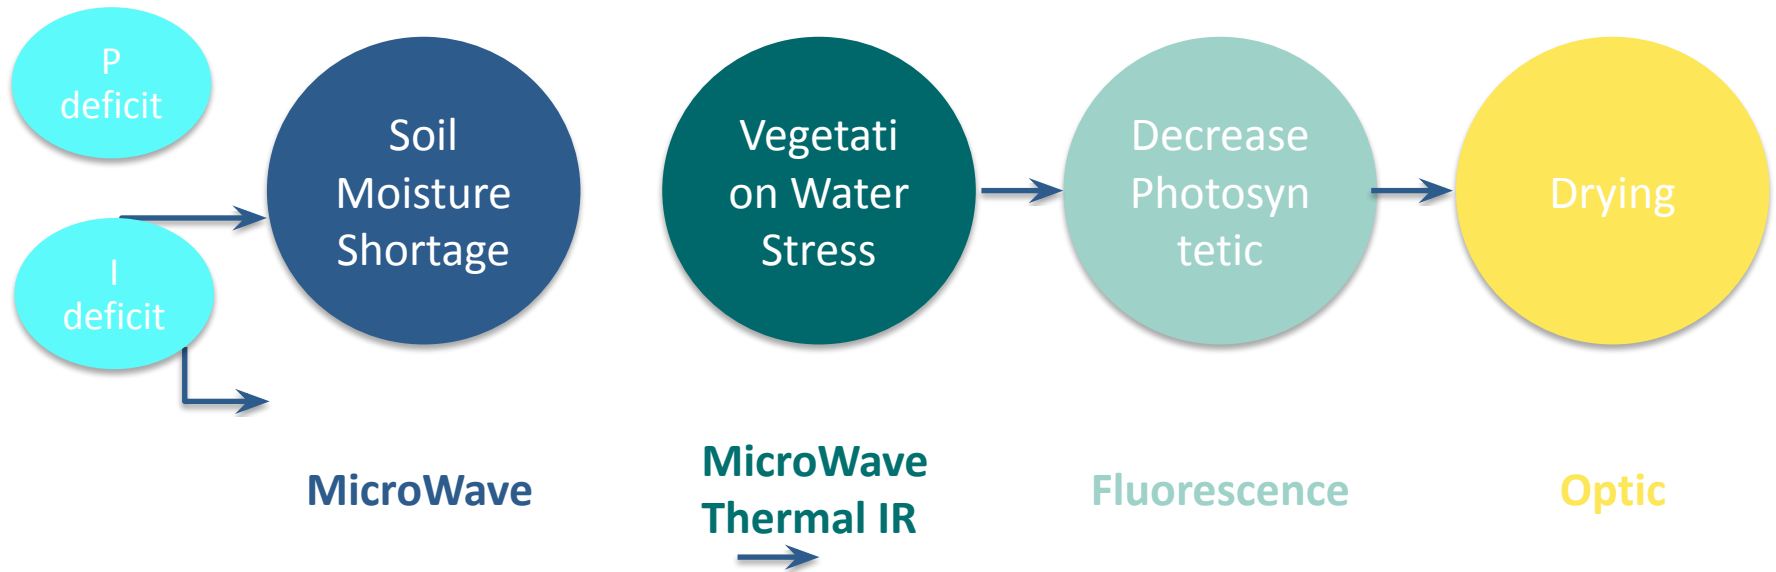 P
deficit
I
deficit
Soil
Moisture
Shortage
Vegetati
on Water
Stress
Decrease
Photosyn
tetic
Drying
MicroWave
MicroWave
Thermal IR
Fluorescence
Optic